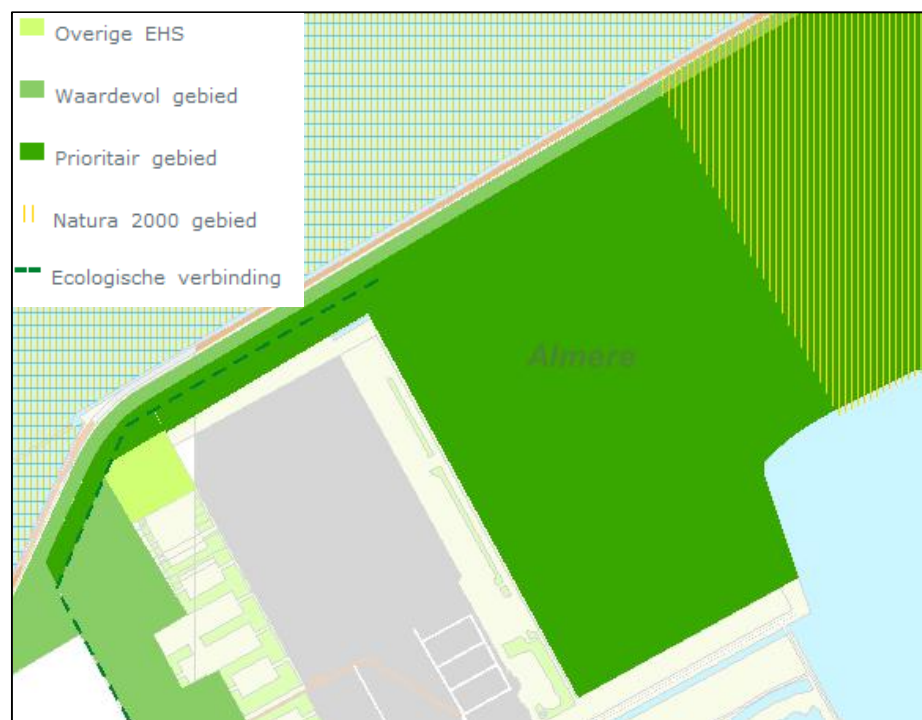 Overige EHS
Waardevol gebied
Prioritair gebied
Natura 2000 gebied
Ecologische verbinding
Almere